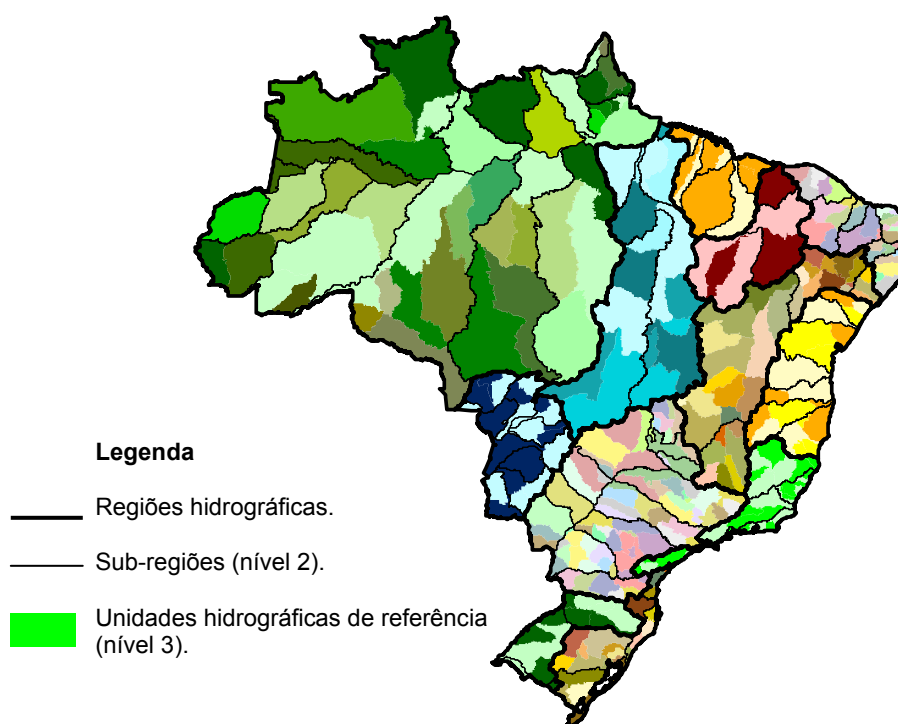 Legenda
Regiões hidrográficas.
Sub-regiões (nível 2).
Unidades hidrográficas de referência
(nível 3).